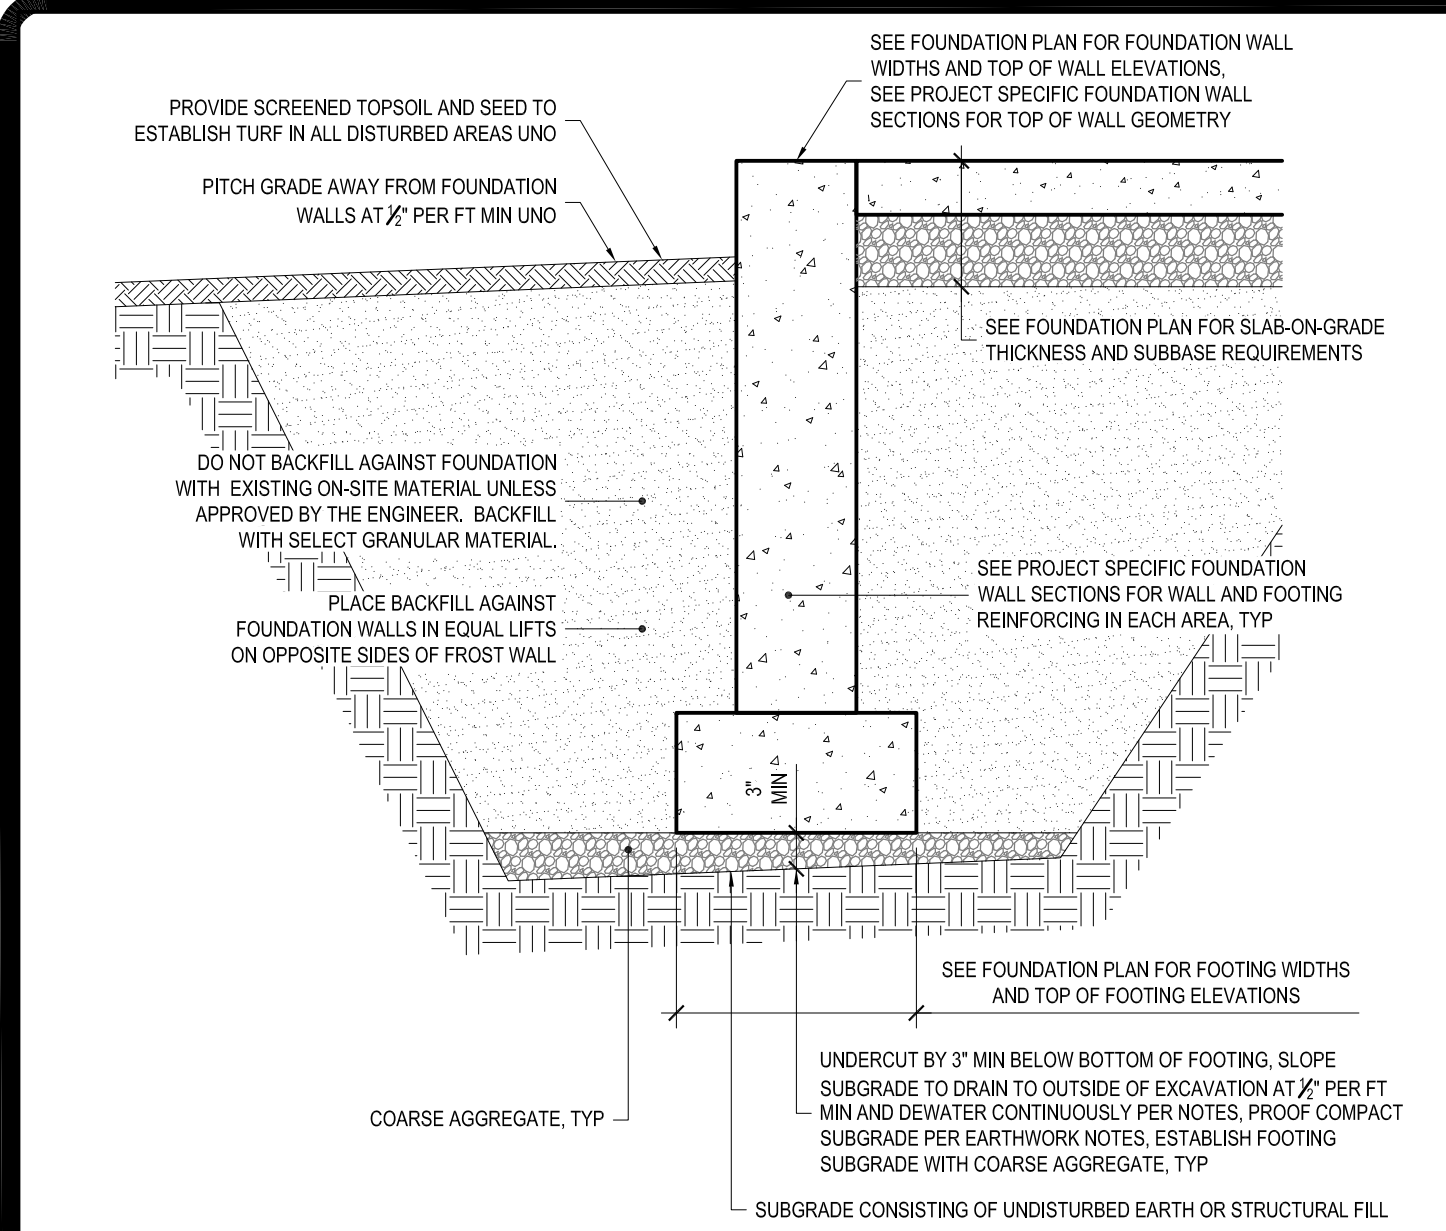 SEE FOUNDATION PLAN FOR FOUNDATION WALL
WIDTHS AND TOP OF WALL ELEVATIONS,
SEE PROJECT SPECIFIC FOUNDATION WALL
SECTIONS FOR TOP OF WALL GEOMETRY
PROVIDE SCREENED TOPSOIL AND SEED TO
ESTABLISH TURF IN ALL DISTURBED AREAS UNO
PITCH GRADE AWAY FROM FOUNDATION
WALLS AT 1/2" PER FT MIN UNO
SEE FOUNDATION PLAN FOR SLAB-ON-GRADE
THICKNESS AND SUBBASE REQUIREMENTS
DO NOT BACKFILL AGAINST FOUNDATION
WITH EXISTING ON-SITE MATERIAL UNLESS
APPROVED BY THE ENGINEER. BACKFILL
WITH SELECT GRANULAR MATERIAL.
SEE PROJECT SPECIFIC FOUNDATION
WALL SECTIONS FOR WALL AND FOOTING
REINFORCING IN EACH AREA, TYP
PLACE BACKFILL AGAINST
FOUNDATION WALLS IN EQUAL LIFTS
ON OPPOSITE SIDES OF FROST WALL
3"
MIN
SEE FOUNDATION PLAN FOR FOOTING WIDTHS
AND TOP OF FOOTING ELEVATIONS
UNDERCUT BY 3" MIN BELOW BOTTOM OF FOOTING, SLOPE
SUBGRADE TO DRAIN TO OUTSIDE OF EXCAVATION AT 1/2" PER FT
MIN AND DEWATER CONTINUOUSLY PER NOTES, PROOF COMPACT
SUBGRADE PER EARTHWORK NOTES, ESTABLISH FOOTING
SUBGRADE WITH COARSE AGGREGATE, TYP
COARSE AGGREGATE, TYP
SUBGRADE CONSISTING OF UNDISTURBED EARTH OR STRUCTURAL FILL